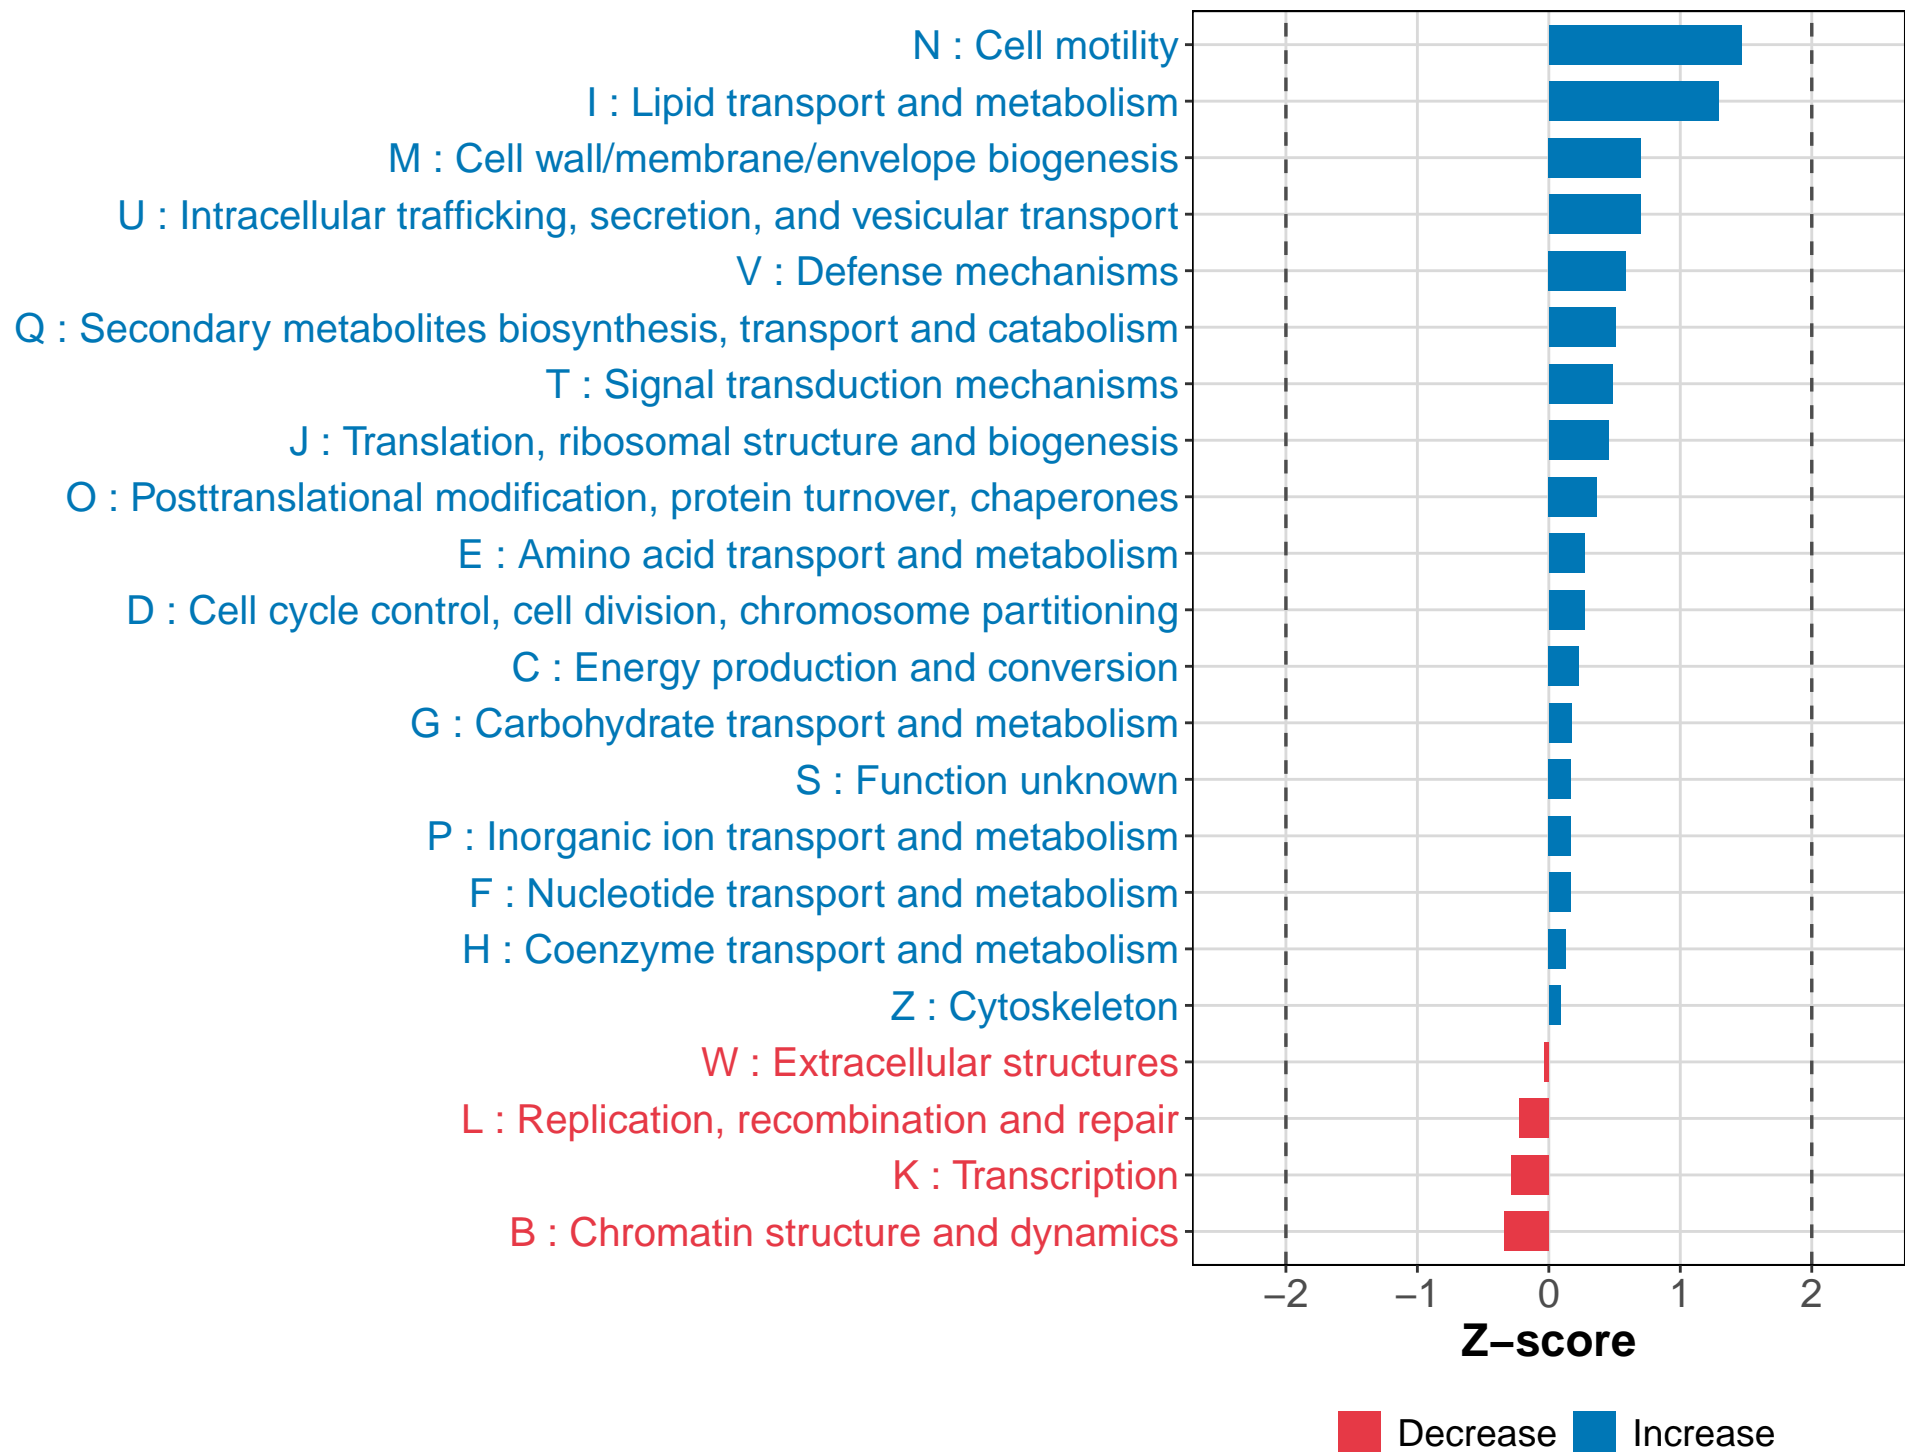 N : Cell motility
I : Lipid transport and metabolism
M : Cell wall/membrane/envelope biogenesis
U : Intracellular trafficking, secretion, and vesicular transport
V : Defense mechanisms
Q : Secondary metabolites biosynthesis, transport and catabolism
T : Signal transduction mechanisms
J : Translation, ribosomal structure and biogenesis
O : Posttranslational modification, protein turnover, chaperones
E : Amino acid transport and metabolism
D : Cell cycle control, cell division, chromosome partitioning
C : Energy production and conversion
G : Carbohydrate transport and metabolism
S : Function unknown
P : Inorganic ion transport and metabolism
F : Nucleotide transport and metabolism
H : Coenzyme transport and metabolism
Z : Cytoskeleton
W : Extracellular structures
L : Replication, recombination and repair
K : Transcription
B : Chromatin structure and dynamics
−2 −1 0 1 2
Z−score
Decrease Increase